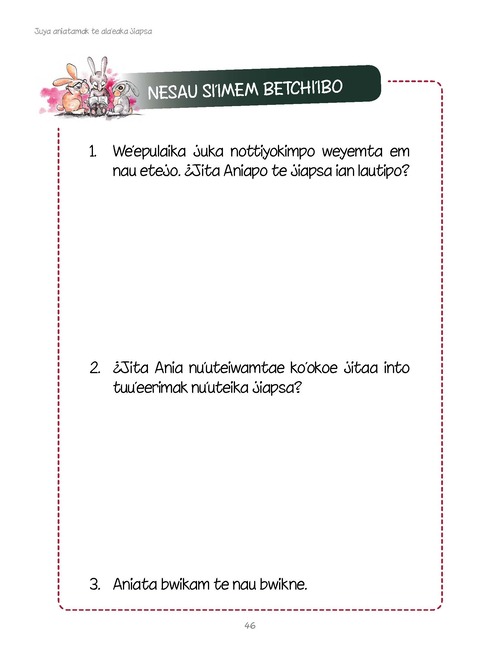 Juya aniatamak te ala'eaka jiapsa
NESAU SI'IMEM BETCHI'IBO
1. We'epulaika juka nottiyokimpo weyemta em
nau etejo. ¿Jita Aniapo te jiapsa ian lautipo?
2. ¿Jita Ania nu'uteiwamtae ko'okoe jitaa into
tuu'eerimak nu'uteika jiapsa?
3. Aniata bwikam te nau bwikne.
46